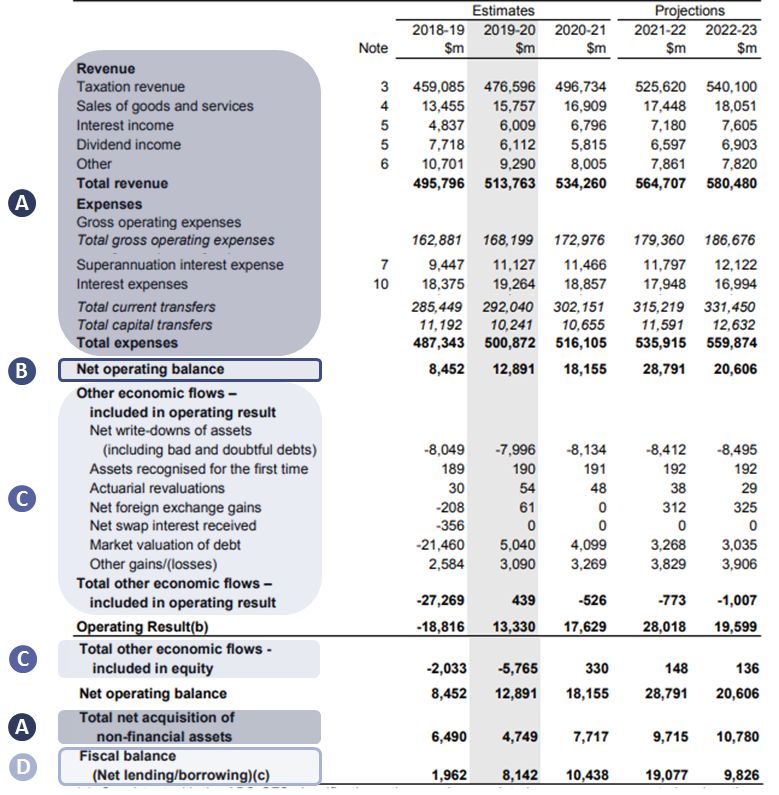 Estimates Projections
2018-19 2019-20 2020-21 2021-22 2022-23
Note $m $m $m $m $m
Revenue
Taxation revenue 3 459,085 476,596 496,734 525,620 540,100
Sales of goods and services 4 13,455 15,757 16,909 17,448 18,051
Interest income 5 4,837 6,009 6,796 7,180 7,605
Dividend income 5 7,718 6,112 5,815 6,597 6,903
Other 6 10,701 9,290 8,005 7,861 7,820
Total revenue 495,796 513,763 534,260 564,707 580,480
A
Expenses
Gross operating expenses
Total gross operating expenses 162,881 168,199 172,976 179,360 186,676
Superannuation interest expense 7 9,447 11,127 11,466 11,797 12,122
Interest expenses 10 18,375 19,264 18,857 17,948 16,994
Total current transfers 285,449 292,040 302,151 315,219 331,450
Total capital transfers 11,192 10,241 10,655 11,591 12,632
Total expenses 487,343 500,872 516,105 535,915 559,874
B Net operating balance 8,452 12,891 18,155 28,791 20,606
Other economic flows –
included in operating result
Net write-downs of assets
(including bad and doubtful debts) -8,049 -7,996 -8,134 -8,412 -8,495
Assets recognised for the first time 189 190 191 192 192
Actuarial revaluations 30 54 48 38 29
C
Net foreign exchange gains -208 61 0 312 325
Net swap interest received -356 0 0 0 0
Market valuation of debt -21,460 5,040 4,099 3,268 3,035
Other gains/(losses) 2,584 3,090 3,269 3,829 3,906
Total other economic flows –
included in operating result -27,269 439 -526 -773 -1,007
Operating Result(b) -18,816 13,330 17,629 28,018 19,599
C Total other economic flows -
included in equity -2,033 -5,765 330 148 136
Net operating balance 8,452 12,891 18,155 28,791 20,606
A Total net acquisition of
non-financial assets 6,490 4,749 7,717 9,715 10,780
D Fiscal balance
(Net lending/borrowing)(c) 1,962 8,142 10,438 19,077 9,826